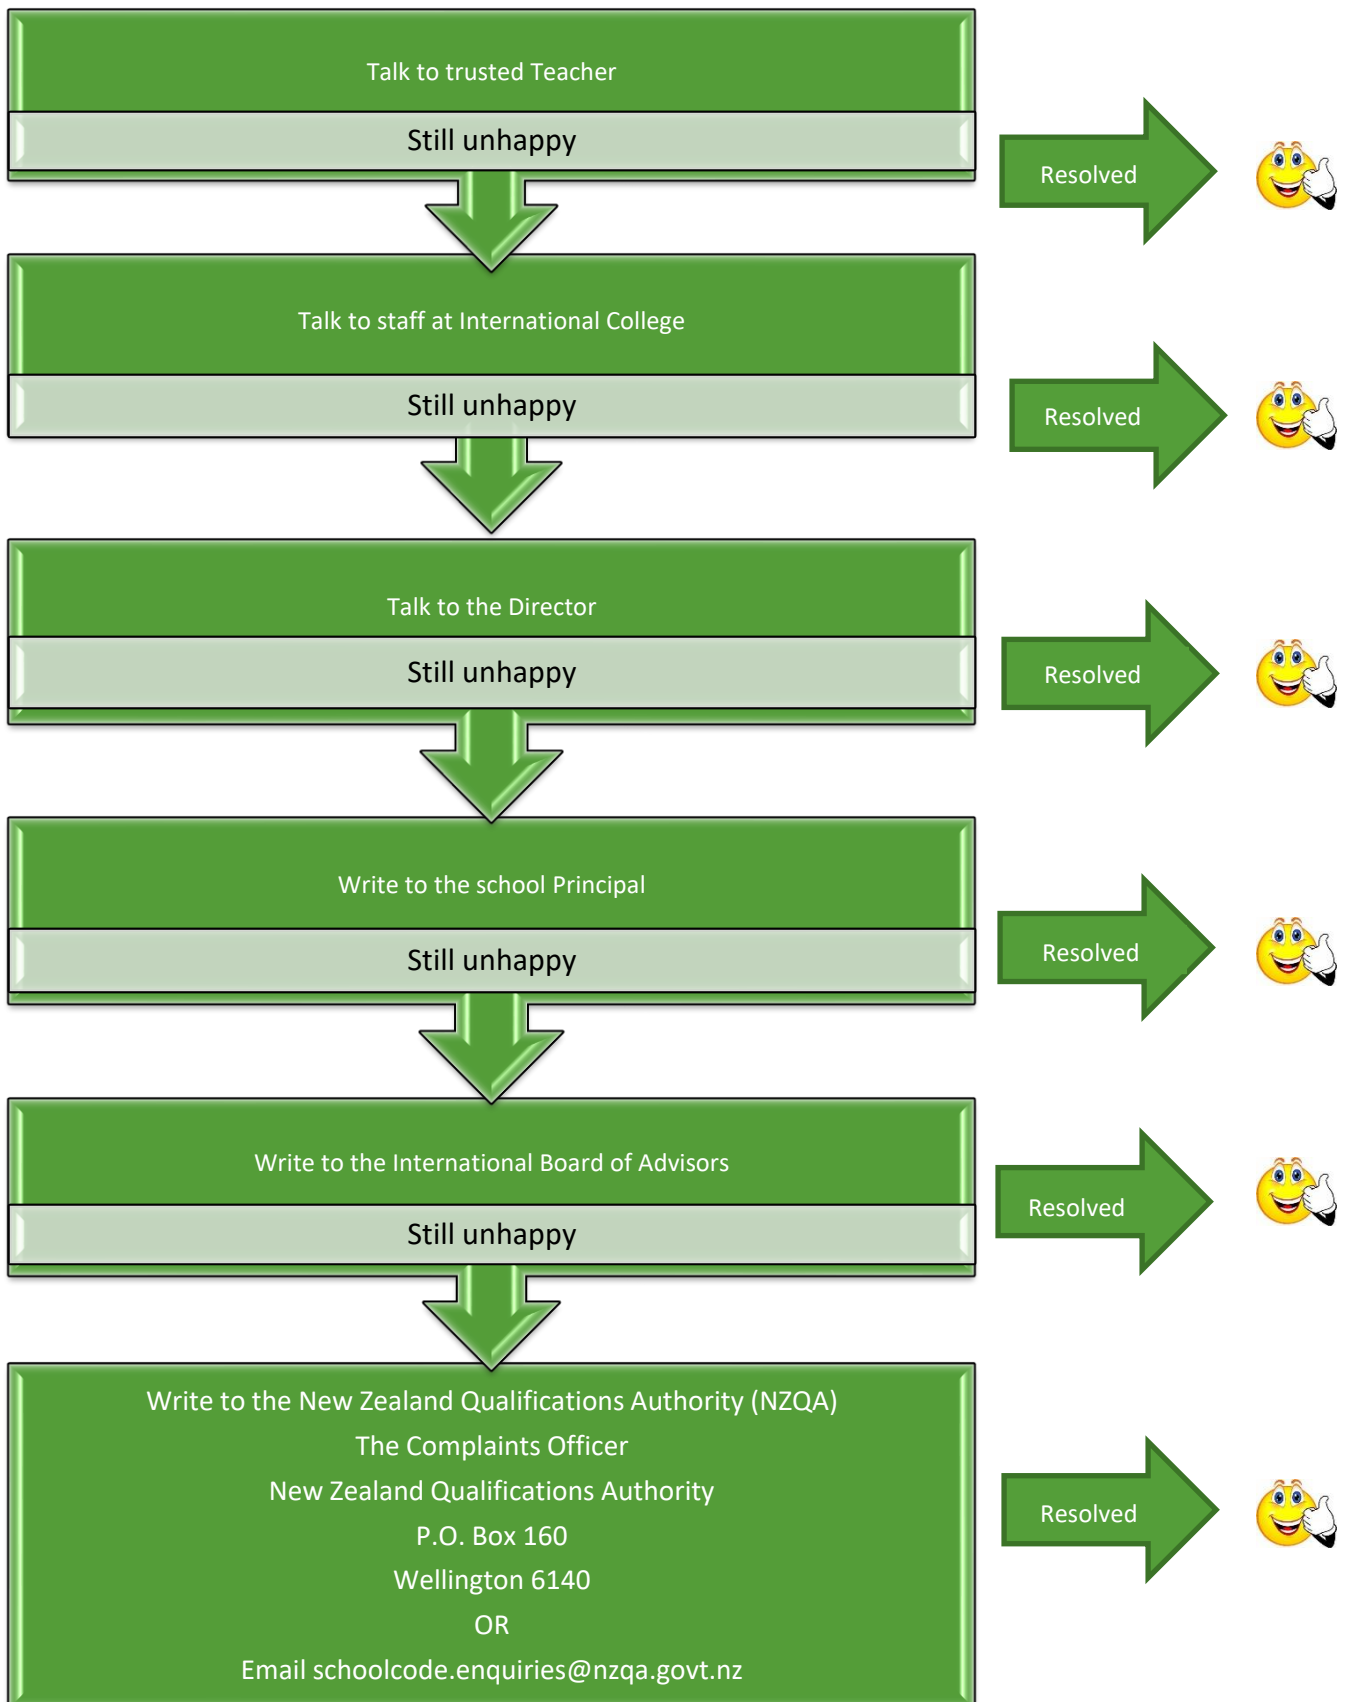 Talk to trusted Teacher
Still unhappy
Resolved
Talk to staff at International College
Still unhappy
Resolved
Talk to the Director
Still unhappy
Resolved
Write to the school Principal
Still unhappy
Resolved
Write to the International Board of Advisors
Still unhappy
Resolved
Write to the New Zealand Qualifications Authority (NZQA)
The Complaints Officer
New Zealand Qualifications Authority
P.O. Box 160
Wellington 6140
OR
Email schoolcode.enquiries@nzqa.govt.nz
Resolved